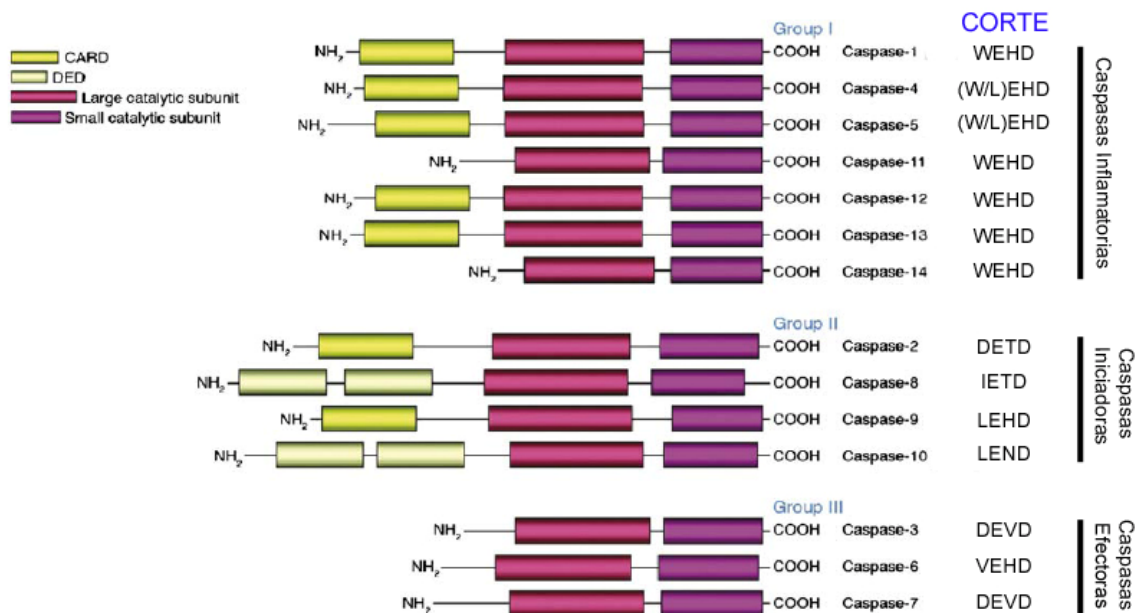 CORTE
CARD
DED
Large catalytic subunit
Small catalytic subunit
Group I
NH2 COOH Caspase-1 WEHD
NH2 COOH Caspase-4 (W/L)EHD
NH2 COOH Caspase-5 (W/L)EHD
NH2 COOH Caspase-11 WEHD
NH2 COOH Caspase-12 WEHD
NH2 COOH Caspase-13 WEHD
NH2 COOH Caspase-14 WEHD
Caspasas Inflamatorias
Group II
NH2 COOH Caspase-2 DETD
NH2 COOH Caspase-8 IETD
NH2 COOH Caspase-9 LEHD
NH2 COOH Caspase-10 LEND
Caspasas
Iniciadoras
Group III
NH2 COOH Caspase-3 DEVD
NH2 COOH Caspase-6 VEHD
NH2 COOH Caspase-7 DEVD
Caspasas
Efectoras